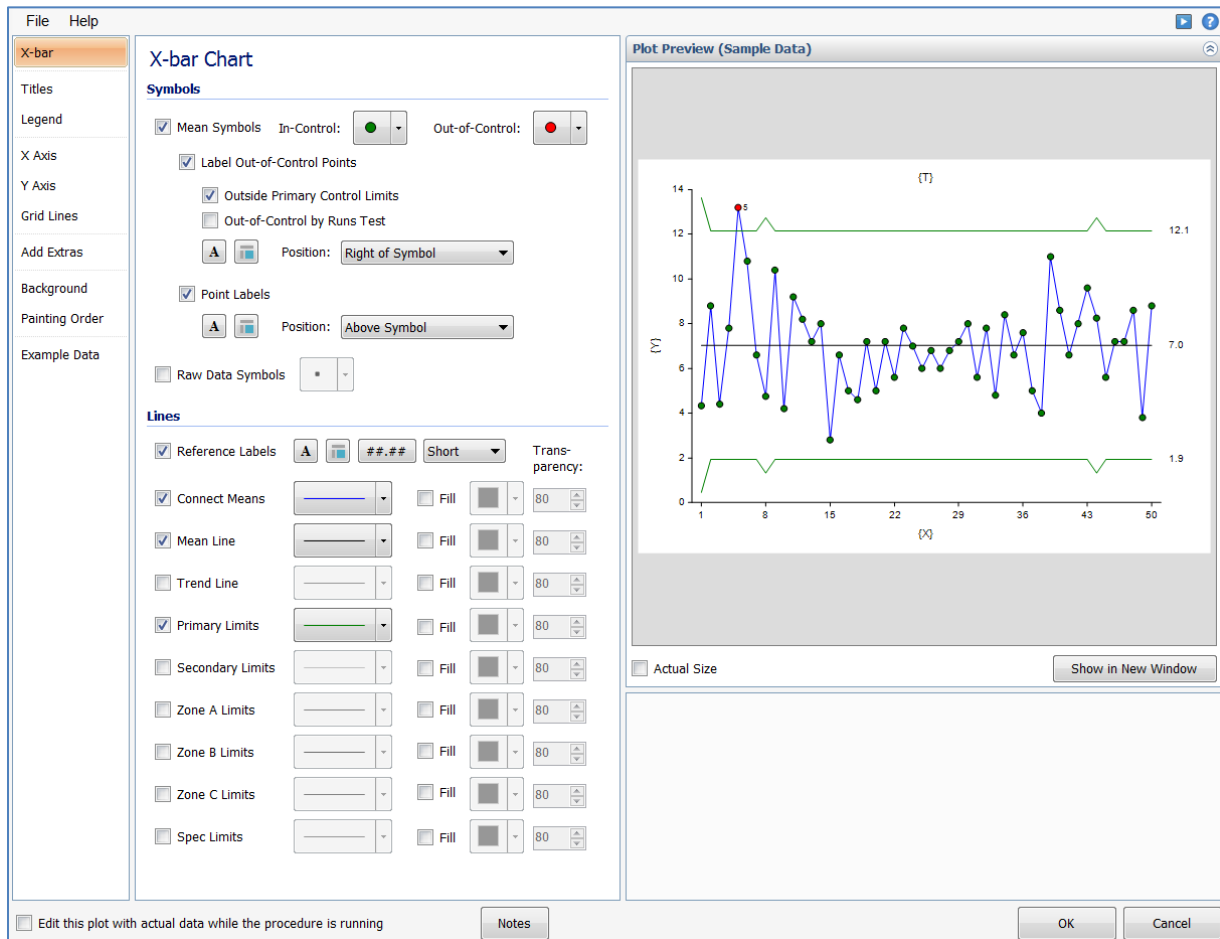 File Help
X-bar
Titles
Legend
X Axis
Y Axis
Grid Lines
Add Extras
Background
Painting Order
Example Data
X-bar Chart
Symbols
Mean Symbols In-Control: Out-of-Control:
Label Out-of-Control Points
Outside Primary Control Limits
Out-of-Control by Runs Test
A Position: Right of Symbol
Point Labels
A Position: Above Symbol
Raw Data Symbols
Lines
Reference Labels A ##.## Short Trans-
parency:
Connect Means Fill 80
Mean Line Fill 80
Trend Line Fill 80
Primary Limits Fill 80
Secondary Limits Fill 80
Zone A Limits Fill 80
Zone B Limits Fill 80
Zone C Limits Fill 80
Spec Limits Fill 80
Plot Preview (Sample Data)
{T}
14
12
10
8
6
4
2
0
{Y}
5
12.1
7.0
1.9
1 8 15 22 29 36 43 50
{X}
Actual Size Show in New Window
Edit this plot with actual data while the procedure is running Notes OK Cancel